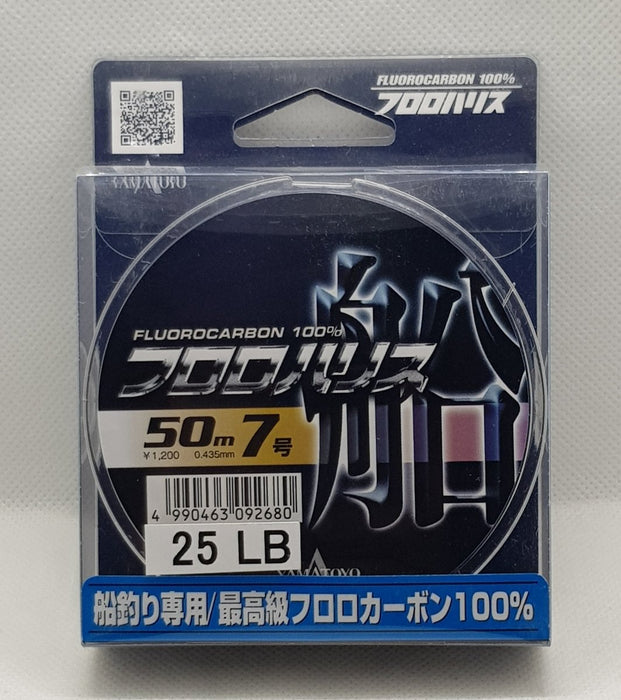 FLUOROCARBON 100%
フロロハリス
YAMATOYO
船
FLUOROCARBON 100%
フロロハリス
50m 7号
¥1,200 0.435mm
4 990463 092680
25 LB
YAMATOYO
船釣り専用/最高級フロロカーボン100%